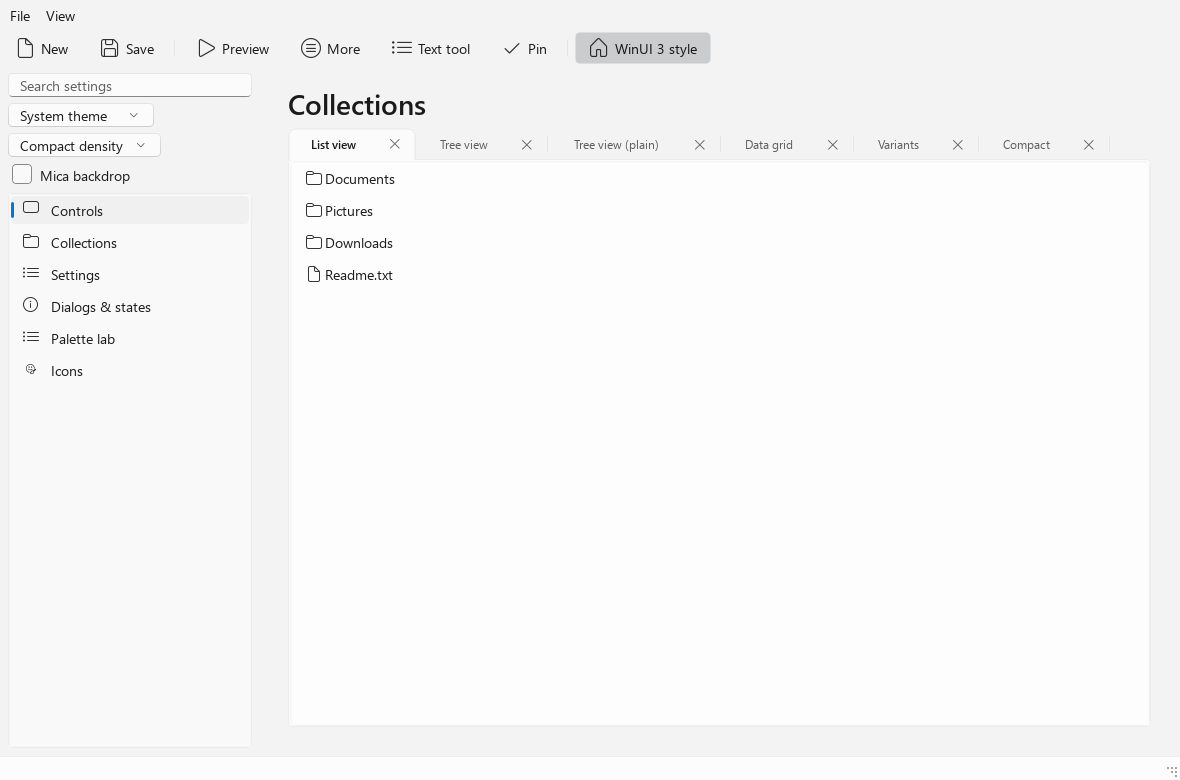 File View
New Save Preview More Text tool Pin WinUI 3 style
Search settings
System theme
Compact density
Mica backdrop
Controls
Collections
Settings
Dialogs & states
Palette lab
Icons
Collections
List view Tree view Tree view (plain) Data grid Variants Compact
Documents
Pictures
Downloads
Readme.txt